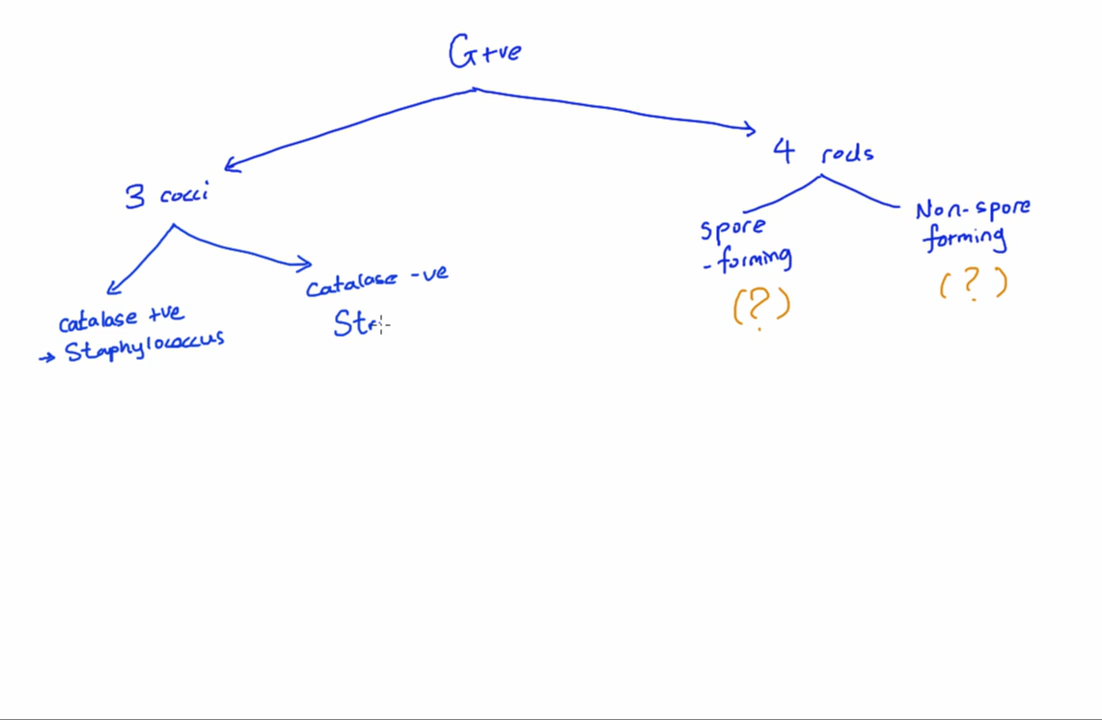 G+ve
3 cocci
4 rods
catalase +ve
→ Staphylococcus
catalase -ve
spore
-forming
(?)
Non-spore
forming
(?)